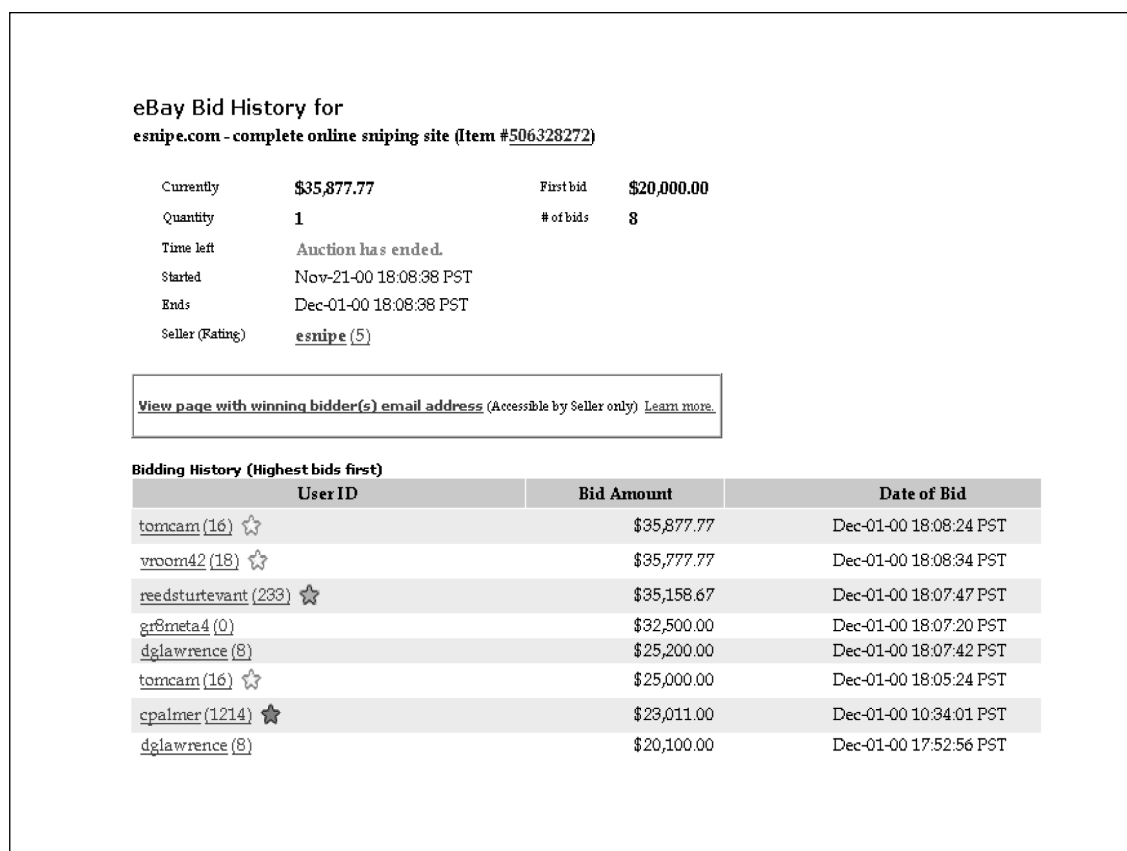 eBay Bid History for
esnipe.com - complete online sniping site (Item #506328272)
Currently $35,877.77 First bid $20,000.00
Quantity 1 # of bids 8
Time left Auction has ended.
Started Nov-21-00 18:08:38 PST
Ends Dec-01-00 18:08:38 PST
Seller (Rating) esnipe (5)
View page with winning bidder(s) email address (Accessible by Seller only) Learn more.
Bidding History (Highest bids first)
User ID Bid Amount Date of Bid
tomcam (16) $35,877.77 Dec-01-00 18:08:24 PST
vroom42 (18) $35,777.77 Dec-01-00 18:08:34 PST
reedsturtevant (233) $35,158.67 Dec-01-00 18:07:47 PST
gr8meta4 (0) $32,500.00 Dec-01-00 18:07:20 PST
dglawrence (8) $25,200.00 Dec-01-00 18:07:42 PST
tomcam (16) $25,000.00 Dec-01-00 18:05:24 PST
cpalmer (1214) $23,011.00 Dec-01-00 10:34:01 PST
dglawrence (8) $20,100.00 Dec-01-00 17:52:56 PST